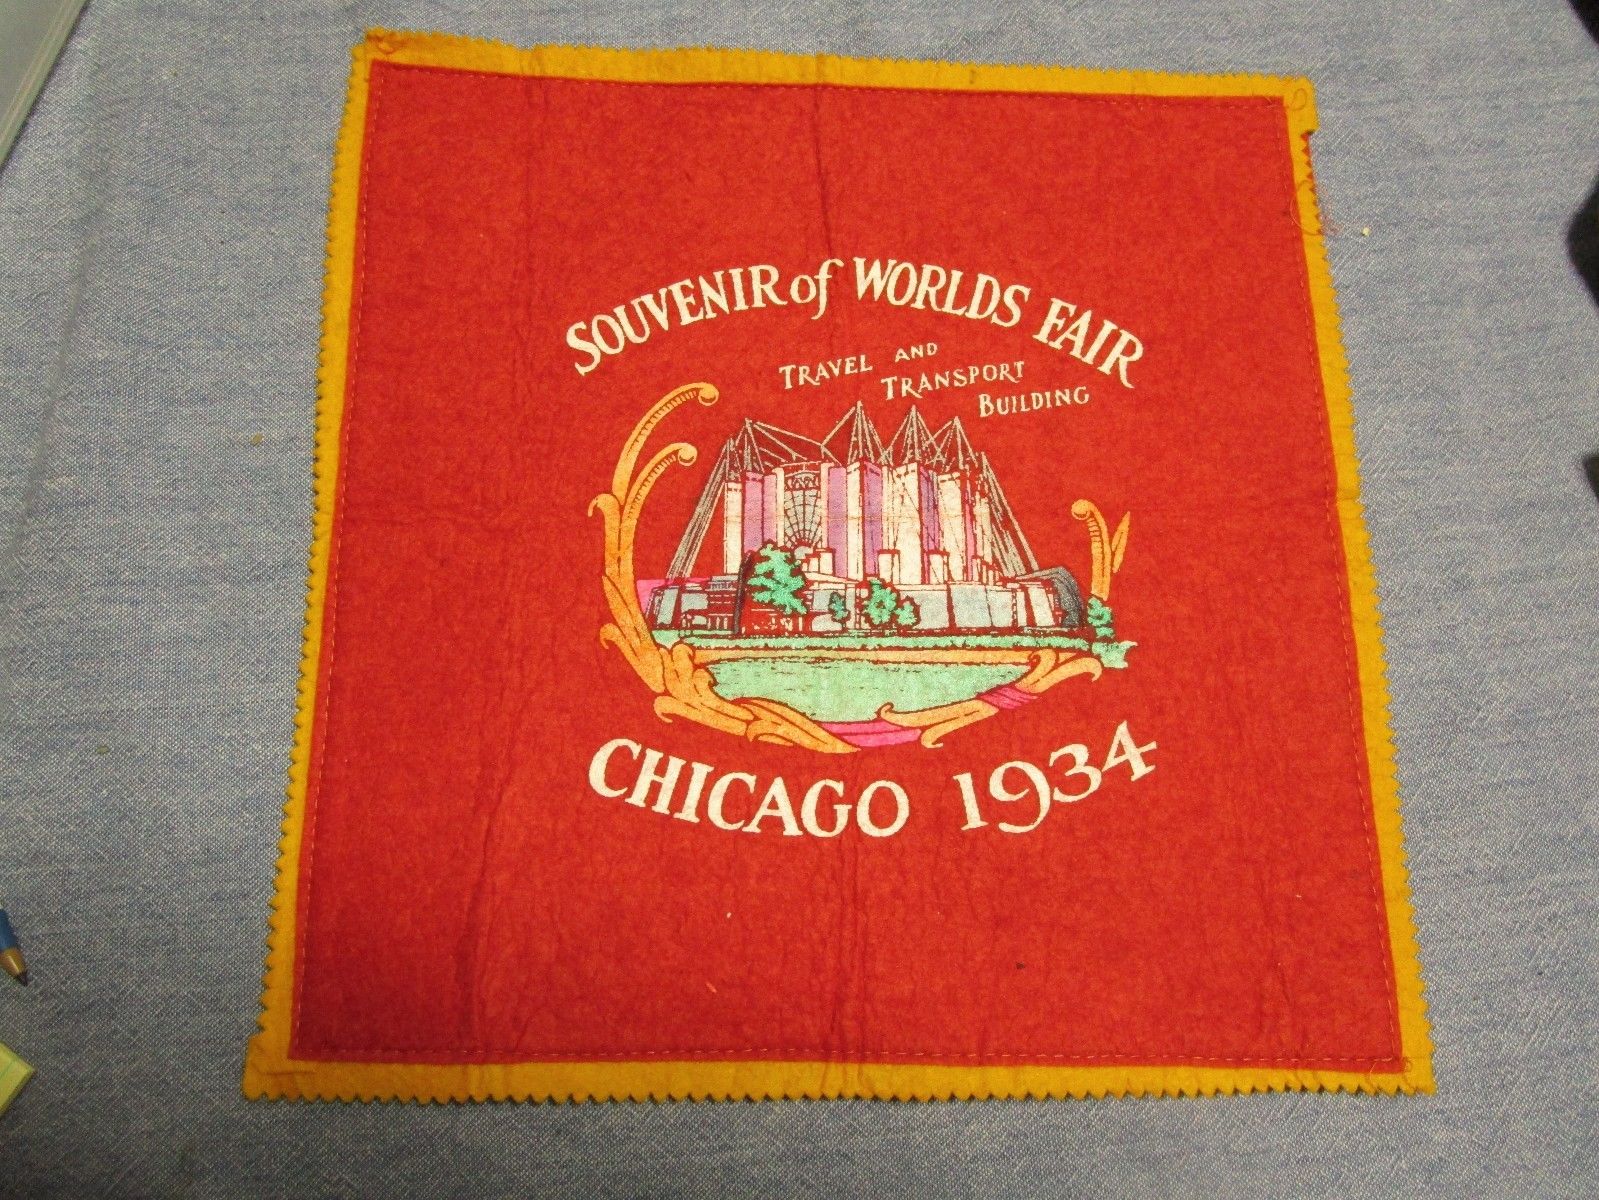 SOUVENIR of WORLDS FAIR
TRAVEL AND
TRANSPORT
BUILDING
CHICAGO 1934